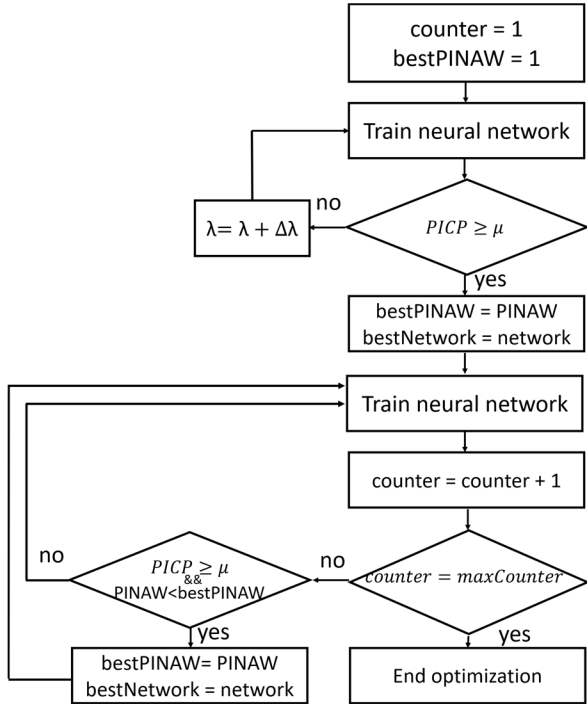 counter = 1
bestPINAW = 1
Train neural network
no
λ= λ + Δλ
PICP ≥ μ
yes
bestPINAW = PINAW
bestNetwork = network
Train neural network
counter = counter + 1
no
PICP ≥ μ
&&
PINAW<bestPINAW
no
counter = maxCounter
yes
yes
bestPINAW= PINAW
bestNetwork = network
End optimization